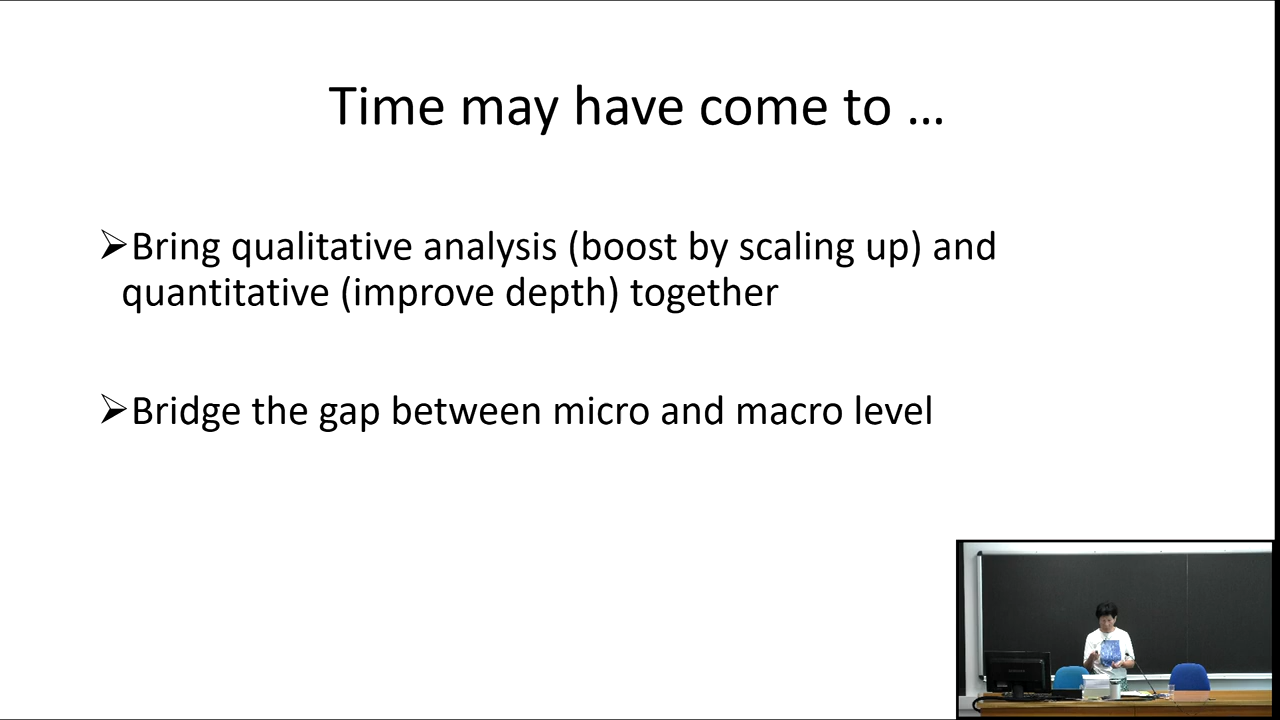 Time may have come to …
➢Bring qualitative analysis (boost by scaling up) and
quantitative (improve depth) together
➢Bridge the gap between micro and macro level